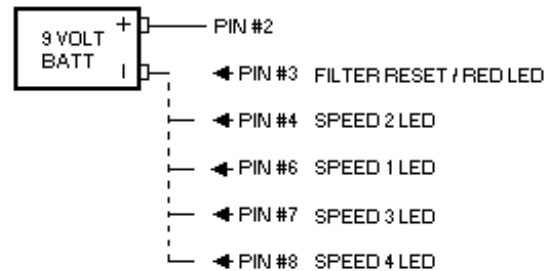 9 VOLT
BATT
+
I
PIN #2
PIN #3 FILTER RESET / RED LED
PIN #4 SPEED 2 LED
PIN #6 SPEED 1 LED
PIN #7 SPEED 3 LED
PIN #8 SPEED 4 LED